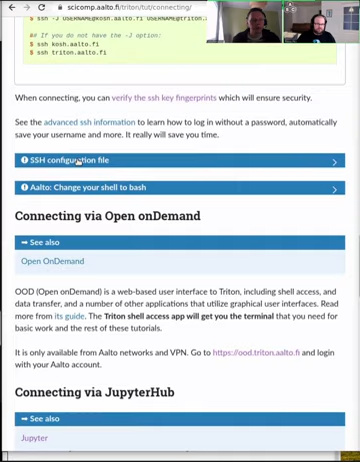 scicomp.aalto.fi/triton/tut/connecting/
$ ssh -J USERNAME@kosh.aalto.fi USERNAME@triton.
## If you do not have the -J option:
$ ssh kosh.aalto.fi
$ ssh triton.aalto.fi
When connecting, you can verify the ssh key fingerprints which will ensure security.
See the advanced ssh information to learn how to log in without a password, automatically
save your username and more. It really will save you time.
SSH configuration file
Aalto: Change your shell to bash
Connecting via Open onDemand
See also
Open OnDemand
OOD (Open onDemand) is a web-based user interface to Triton, including shell access, and
data transfer, and a number of other applications that utilize graphical user interfaces. Read
more from its guide. The Triton shell access app will get you the terminal that you need for
basic work and the rest of these tutorials.
It is only available from Aalto networks and VPN. Go to https://ood.triton.aalto.fi and login
with your Aalto account.
Connecting via JupyterHub
See also
Jupyter